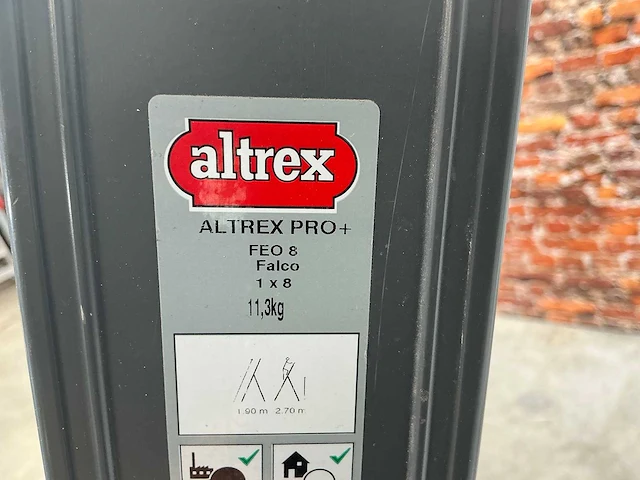 altrex
ALTREX PRO+
FEO 8
Falco
1 x 8
11,3kg
1.90 m 2.70 m